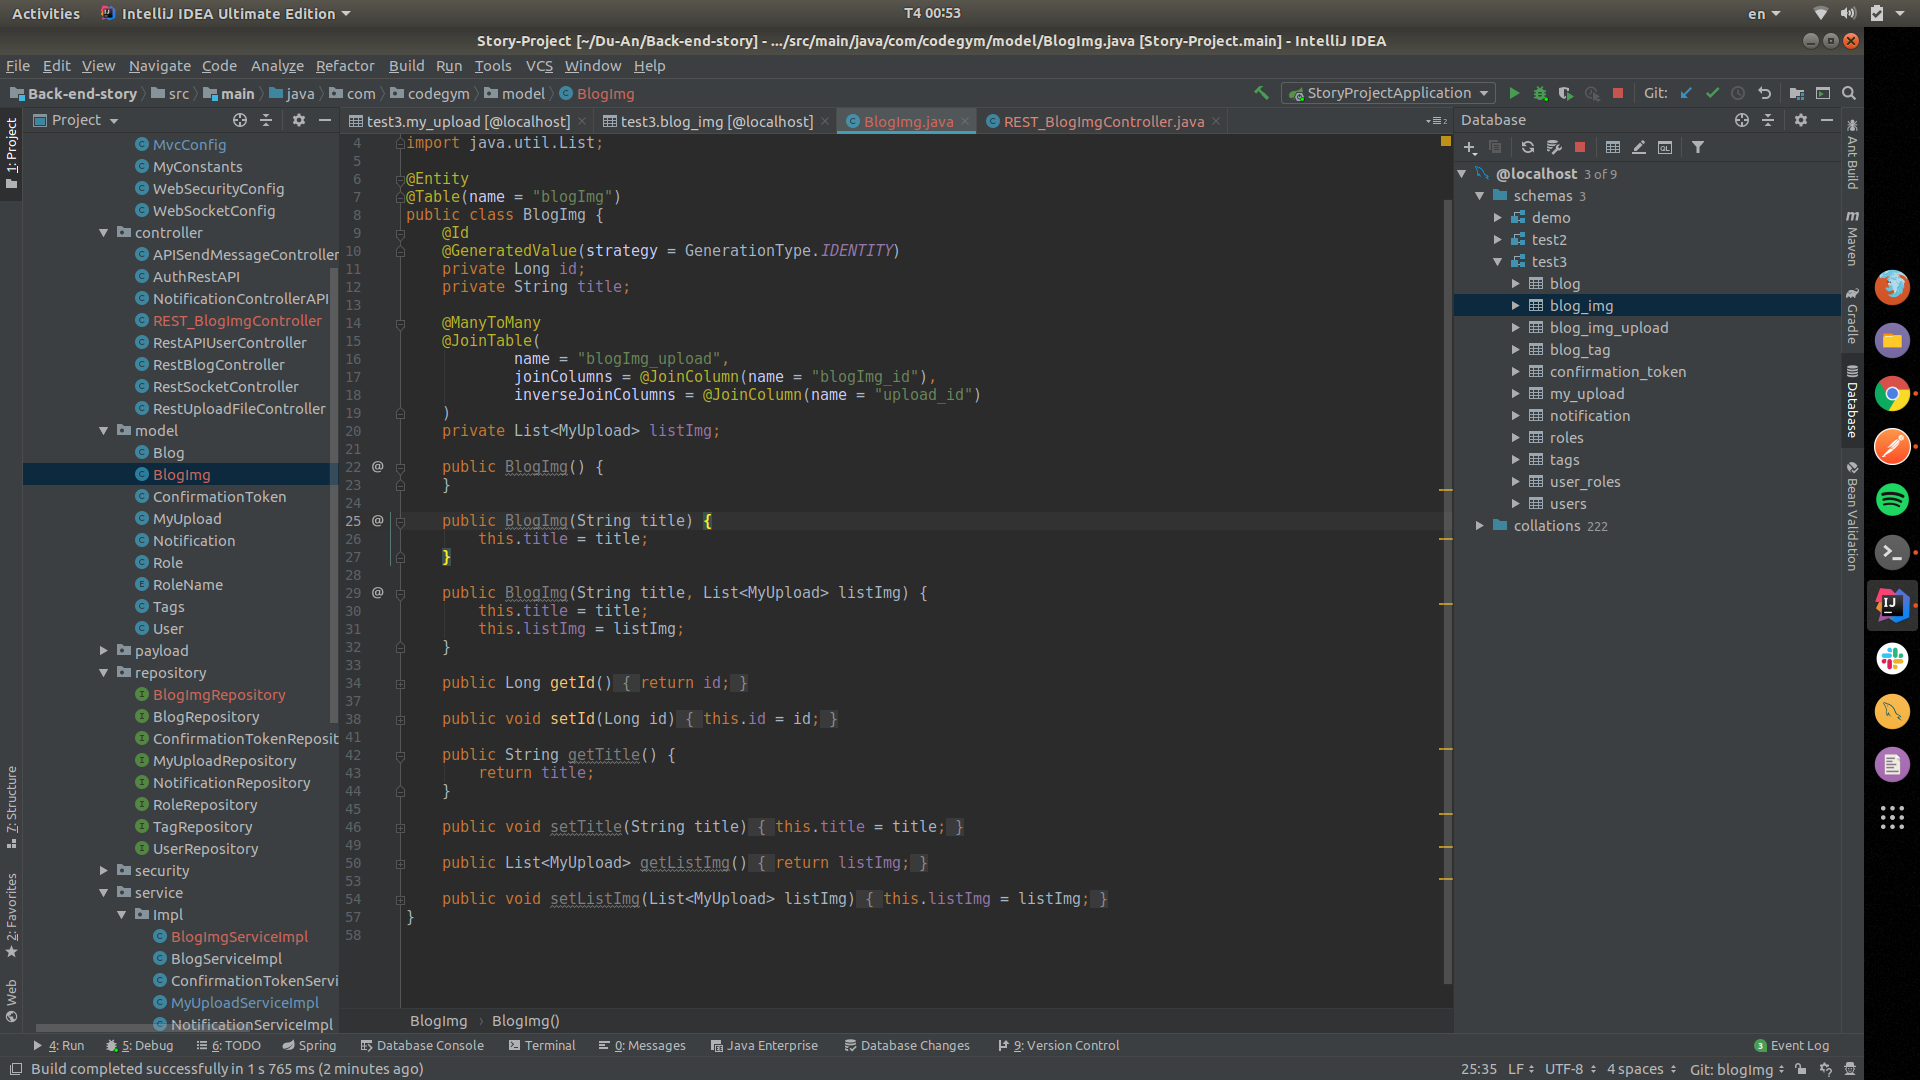 Activities IntelliJ IDEA Ultimate Edition T4 00:53 en
Story-Project [~/Du-An/Back-end-story] - .../src/main/java/com/codegym/model/BlogImg.java [Story-Project.main] - IntelliJ IDEA
File Edit View Navigate Code Analyze Refactor Build Run Tools VCS Window Help
Back-end-story src main java com codegym model BlogImg StoryProjectApplication Git:
1: Project
7: Structure
2: Favorites
Web
Project
MvcConfig
MyConstants
WebSecurityConfig
WebSocketConfig
controller
APISendMessageController
AuthRestAPI
NotificationControllerAPI
REST_BlogImgController
RestAPIUserController
RestBlogController
RestSocketController
RestUploadFileController
model
Blog
BlogImg
ConfirmationToken
MyUpload
Notification
Role
RoleName
Tags
User
payload
repository
BlogImgRepository
BlogRepository
ConfirmationTokenReposit
MyUploadRepository
NotificationRepository
RoleRepository
TagRepository
UserRepository
security
service
Impl
BlogImgServiceImpl
BlogServiceImpl
ConfirmationTokenServi
MyUploadServiceImpl
NotificationServiceImpl
test3.my_upload [@localhost] test3.blog_img [@localhost] BlogImg.java REST_BlogImgController.java
4 import java.util.List;
5
6 @Entity
7 @Table(name = "blogImg")
8 public class BlogImg {
9 @Id
10 @GeneratedValue(strategy = GenerationType.IDENTITY)
11 private Long id;
12 private String title;
13
14 @ManyToMany
15 @JoinTable(
16 name = "blogImg_upload",
17 joinColumns = @JoinColumn(name = "blogImg_id"),
18 inverseJoinColumns = @JoinColumn(name = "upload_id")
19 )
20 private List<MyUpload> listImg;
21
22 @ public BlogImg() {
23 }
24
25 @ public BlogImg(String title) {
26 this.title = title;
27 }
28
29 @ public BlogImg(String title, List<MyUpload> listImg) {
30 this.title = title;
31 this.listImg = listImg;
32 }
33
34 public Long getId() { return id; }
37
38 public void setId(Long id) { this.id = id; }
41
42 public String getTitle() {
43 return title;
44 }
45
46 public void setTitle(String title) { this.title = title; }
49
50 public List<MyUpload> getListImg() { return listImg; }
53
54 public void setListImg(List<MyUpload> listImg) { this.listImg = listImg; }
57 }
58
BlogImg BlogImg()
Database
@localhost 3 of 9
schemas 3
demo
test2
test3
blog
blog_img
blog_img_upload
blog_tag
confirmation_token
my_upload
notification
roles
tags
user_roles
users
collations 222
Ant Build
Maven
Gradle
Database
Bean Validation
4: Run 5: Debug 6: TODO Spring Database Console Terminal 0: Messages Java Enterprise Database Changes 9: Version Control 3 Event Log
Build completed successfully in 1 s 765 ms (2 minutes ago) 25:35 LF UTF-8 4 spaces Git: blogImg